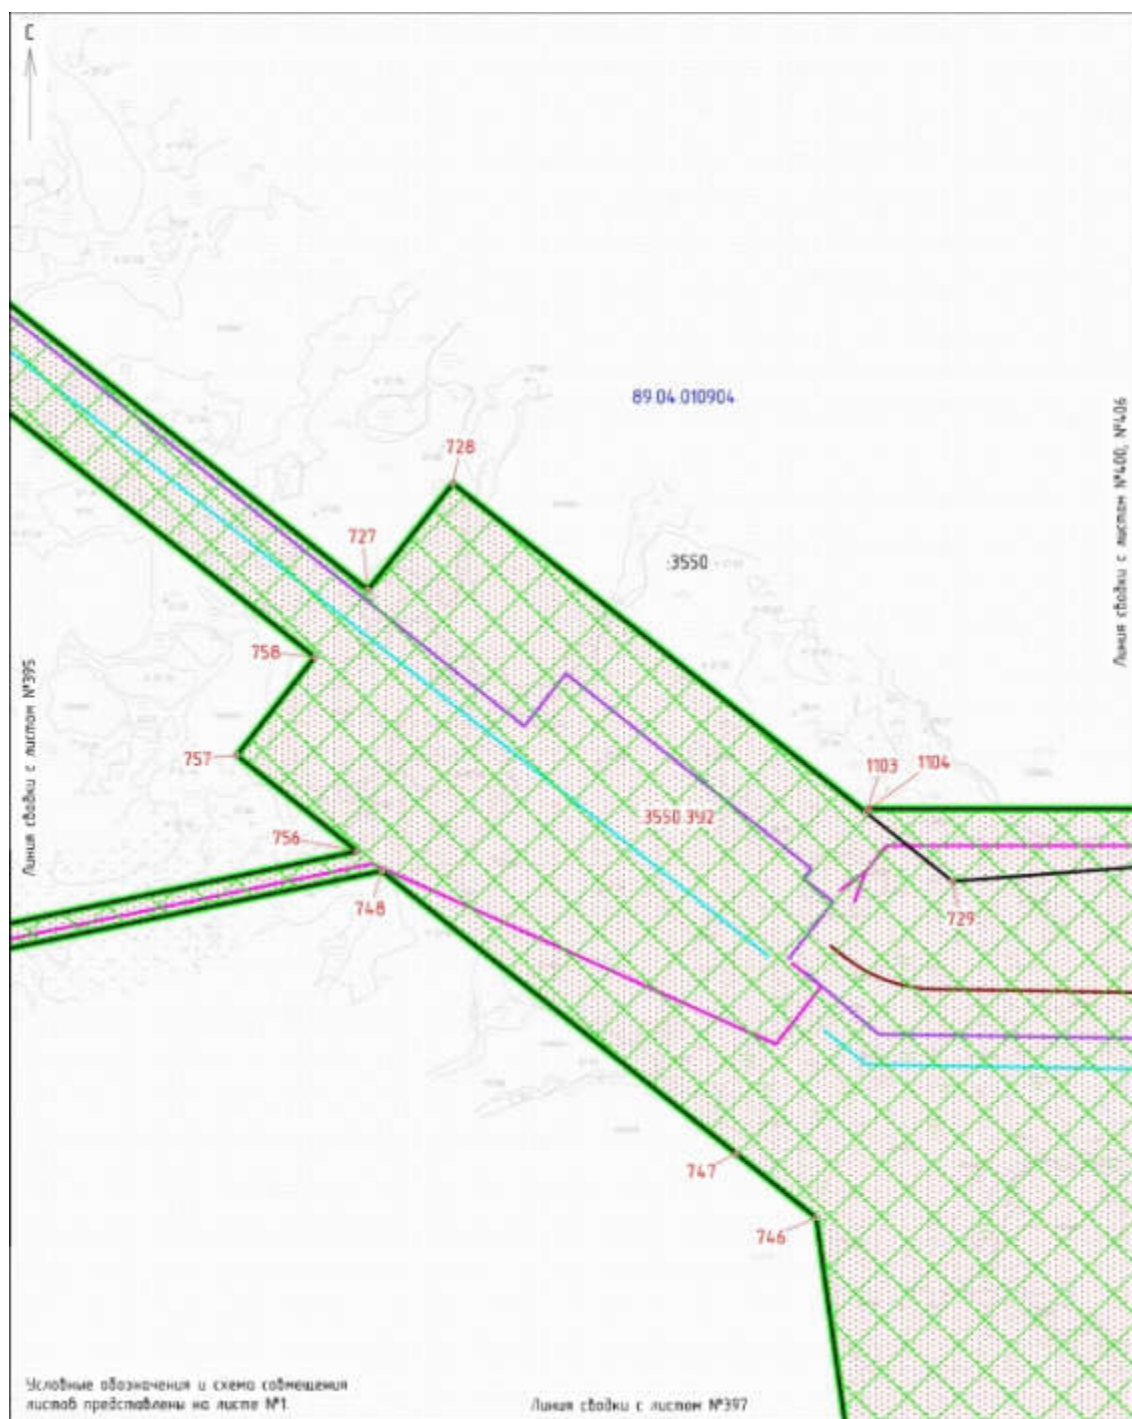 С
89:04:010904
728
727
:3550
758
757
1103
1104
:3550:ЗУ2
756
748
729
747
746
Линия сводки с листом №395
Линия сводки с листом №400, №406
Условные обозначения и схема совмещения
листов представлены на листе №1.
Линия сводки с листом №397